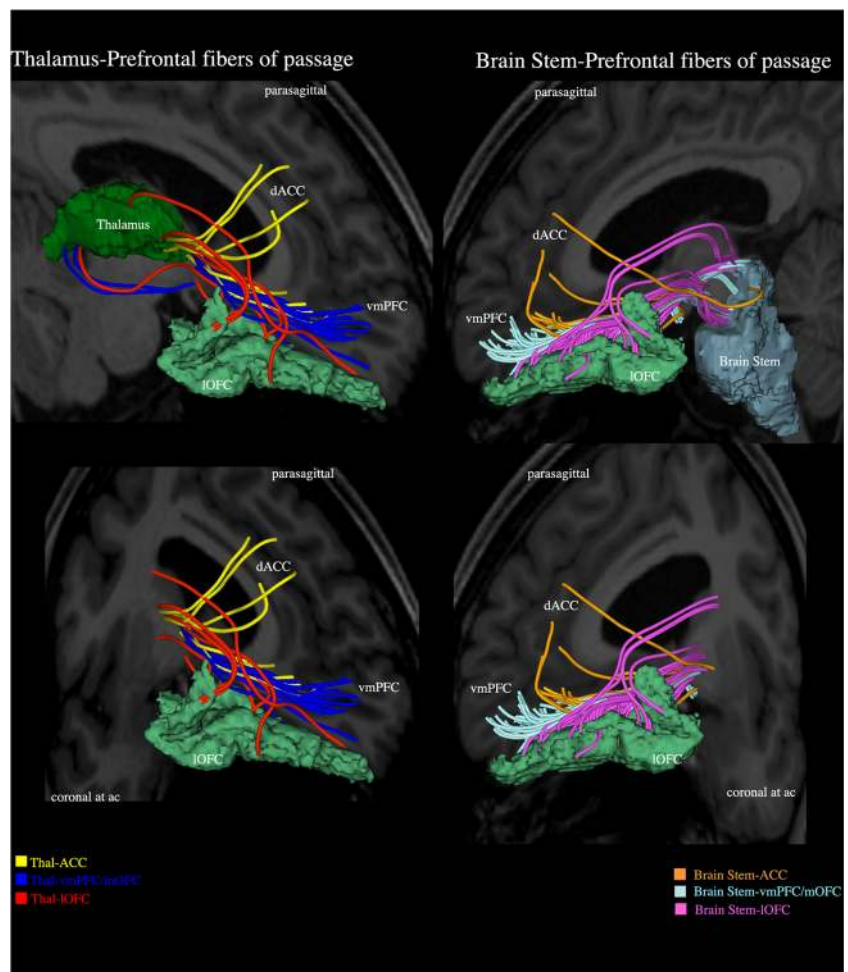 Thalamus-Prefrontal fibers of passage
Brain Stem-Prefrontal fibers of passage
parasagittal
parasagittal
dACC
Thalamus
vmPFC
lOFC
dACC
vmPFC
lOFC
Brain Stem
parasagittal
parasagittal
dACC
vmPFC
lOFC
coronal at ac
dACC
vmPFC
lOFC
coronal at ac
Thal-ACC
Thal-vmPFC/mOFC
Thal-lOFC
Brain Stem-ACC
Brain Stem-vmPFC/mOFC
Brain Stem-lOFC